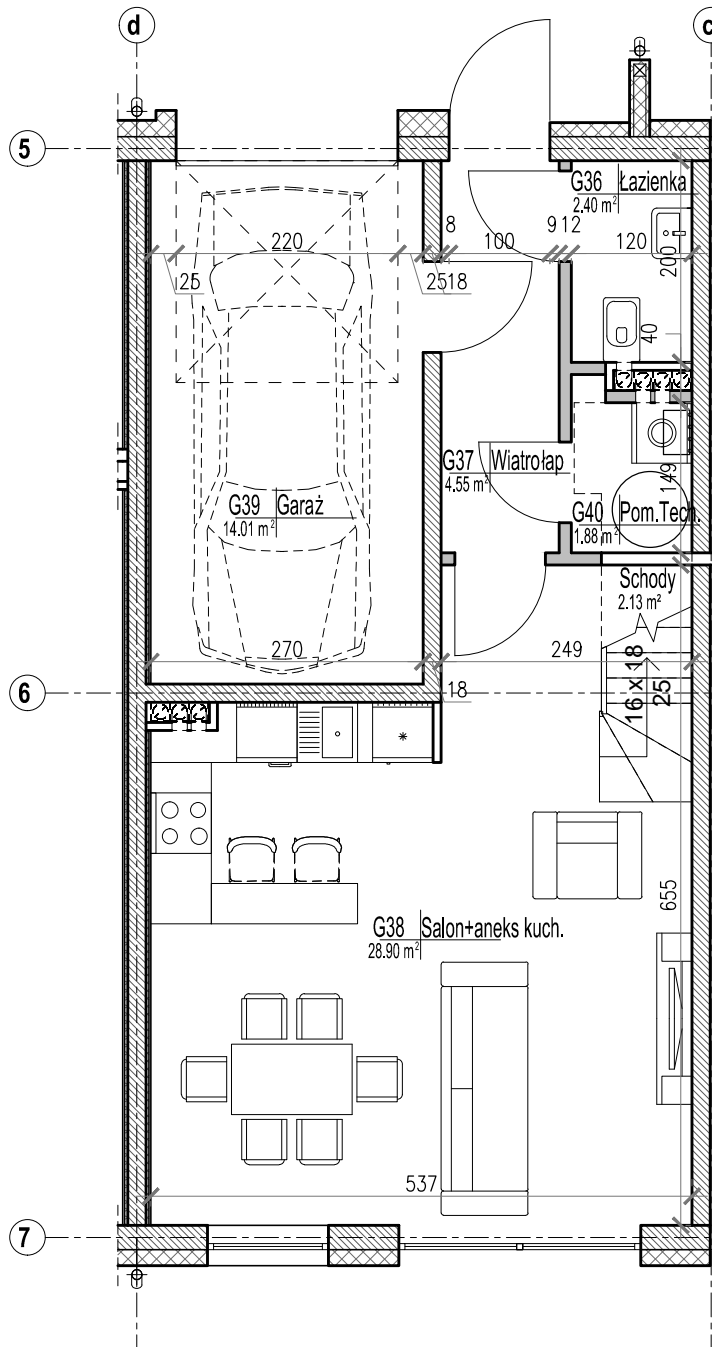 d
c
5
G36 Łazienka
2.40 m²
8
220
100
9 12
120
25
25 18
200
40
G37 Wiatrołap
4.55 m²
149
G39 Garaż
14.01 m²
G40 Pom.Tech.
1.88 m²
Schody
2.13 m²
270
249
6
18
16 x 18
25
655
G38 Salon+aneks kuch.
28.90 m²
537
7